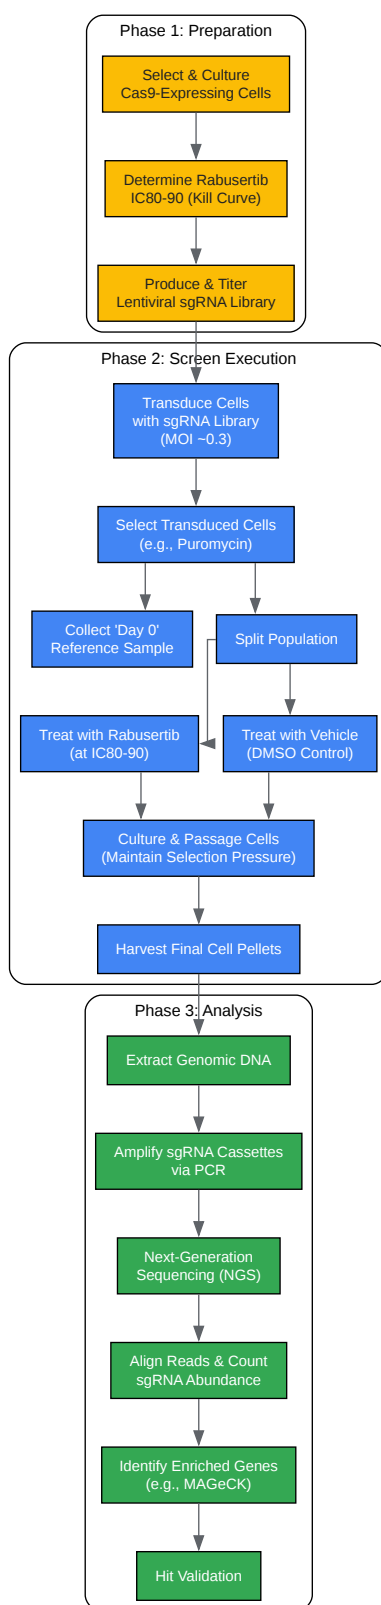 Phase 1: Preparation
Select & Culture
Cas9-Expressing Cells
Determine Rabusertib
IC80-90 (Kill Curve)
Produce & Titer
Lentiviral sgRNA Library
Phase 2: Screen Execution
Transduce Cells
with sgRNA Library
(MOI ~0.3)
Select Transduced Cells
(e.g., Puromycin)
Collect 'Day 0'
Reference Sample
Split Population
Treat with Rabusertib
(at IC80-90)
Treat with Vehicle
(DMSO Control)
Culture & Passage Cells
(Maintain Selection Pressure)
Harvest Final Cell Pellets
Phase 3: Analysis
Extract Genomic DNA
Amplify sgRNA Cassettes
via PCR
Next-Generation
Sequencing (NGS)
Align Reads & Count
sgRNA Abundance
Identify Enriched Genes
(e.g., MAGeCK)
Hit Validation